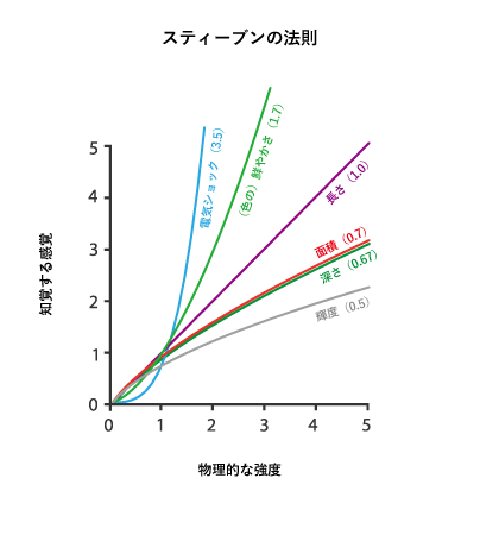 スティーブンの法則
電気ショック (3.5)
(色の) 鮮やかさ (1.7)
長さ (1.0)
面積 (0.7)
深さ (0.67)
輝度 (0.5)
知覚する感覚
5
4
3
2
1
0
0 1 2 3 4 5
物理的な強度